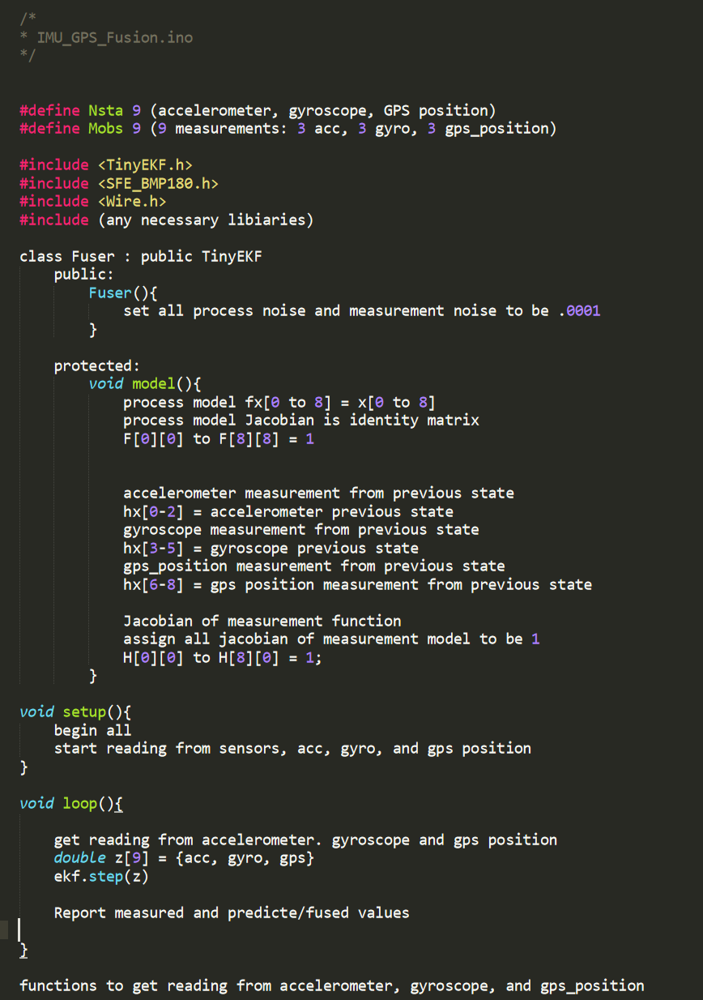 /*
* IMU_GPS_Fusion.ino
*/
#define Nsta 9 (accelerometer, gyroscope, GPS position)
#define Mobs 9 (9 measurements: 3 acc, 3 gyro, 3 gps_position)
#include <TinyEKF.h>
#include <SFE_BMP180.h>
#include <Wire.h>
#include (any necessary libiaries)
class Fuser : public TinyEKF
public:
Fuser(){
set all process noise and measurement noise to be .0001
}
protected:
void model(){
process model fx[0 to 8] = x[0 to 8]
process model Jacobian is identity matrix
F[0][0] to F[8][8] = 1
accelerometer measurement from previous state
hx[0-2] = accelerometer previous state
gyroscope measurement from previous state
hx[3-5] = gyroscope previous state
gps_position measurement from previous state
hx[6-8] = gps position measurement from previous state
Jacobian of measurement function
assign all jacobian of measurement model to be 1
H[0][0] to H[8][0] = 1;
}
void setup(){
begin all
start reading from sensors, acc, gyro, and gps position
}
void loop(){
get reading from accelerometer. gyroscope and gps position
double z[9] = {acc, gyro, gps}
ekf.step(z)
Report measured and predicte/fused values
}
functions to get reading from accelerometer, gyroscope, and gps_position